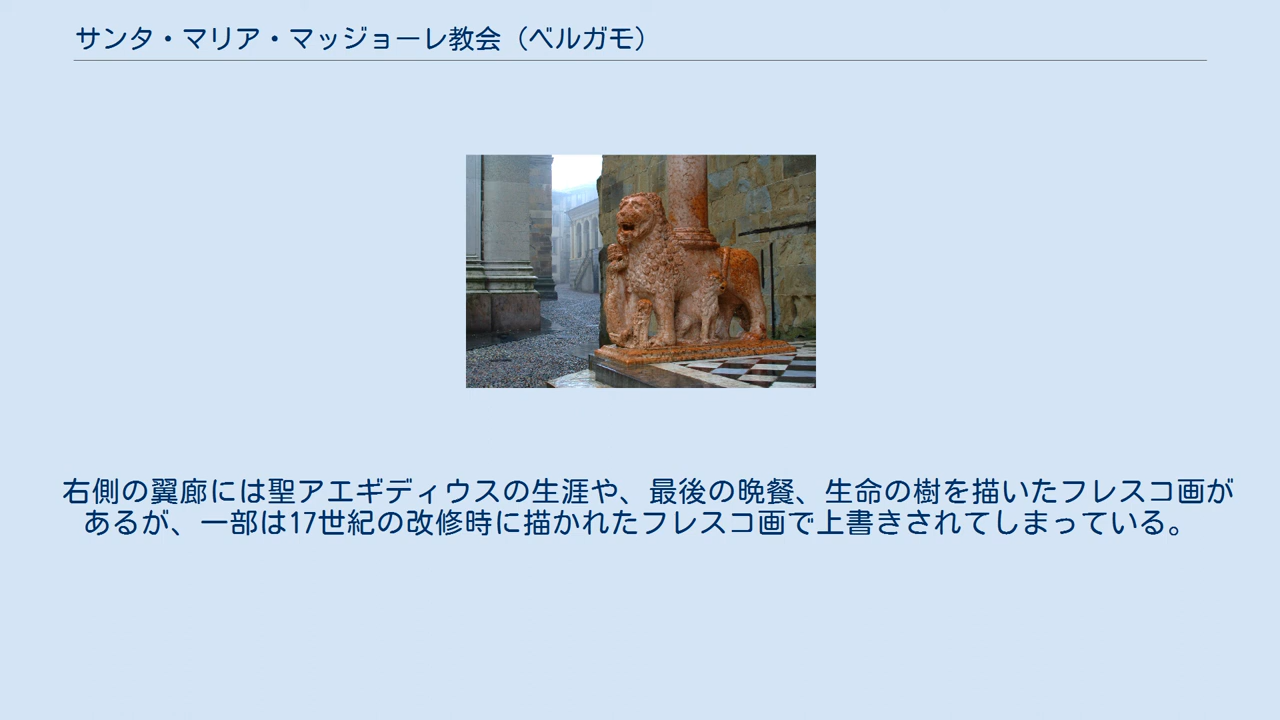 サンタ・マリア・マッジョーレ教会（ベルガモ）
右側の翼廊には聖アエギディウスの生涯や、最後の晩餐、生命の樹を描いたフレスコ画が
あるが、一部は17世紀の改修時に描かれたフレスコ画で上書きされてしまっている。